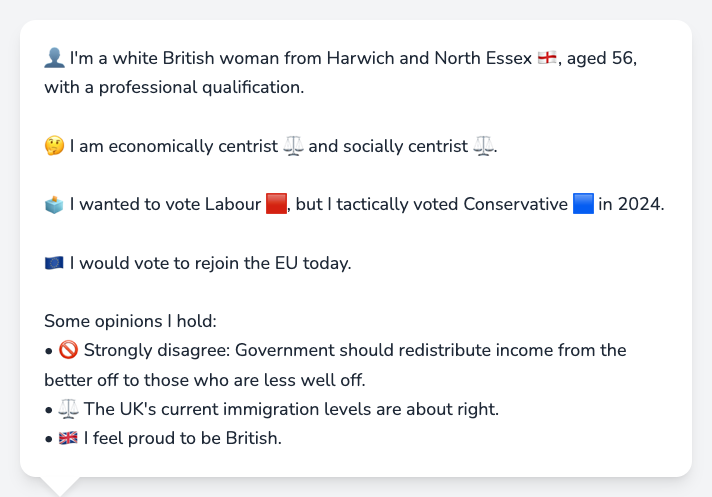 👤 I'm a white British woman from Harwich and North Essex 🏴󠁧󠁢󠁥󠁮󠁧󠁿, aged 56,
with a professional qualification.
🤔 I am economically centrist ⚖️ and socially centrist ⚖️.
🗳️ I wanted to vote Labour 🟥, but I tactically voted Conservative 🟦 in 2024.
🇪🇺 I would vote to rejoin the EU today.
Some opinions I hold:
• 🚫 Strongly disagree: Government should redistribute income from the
better off to those who are less well off.
• ⚖️ The UK's current immigration levels are about right.
• 🇬🇧 I feel proud to be British.